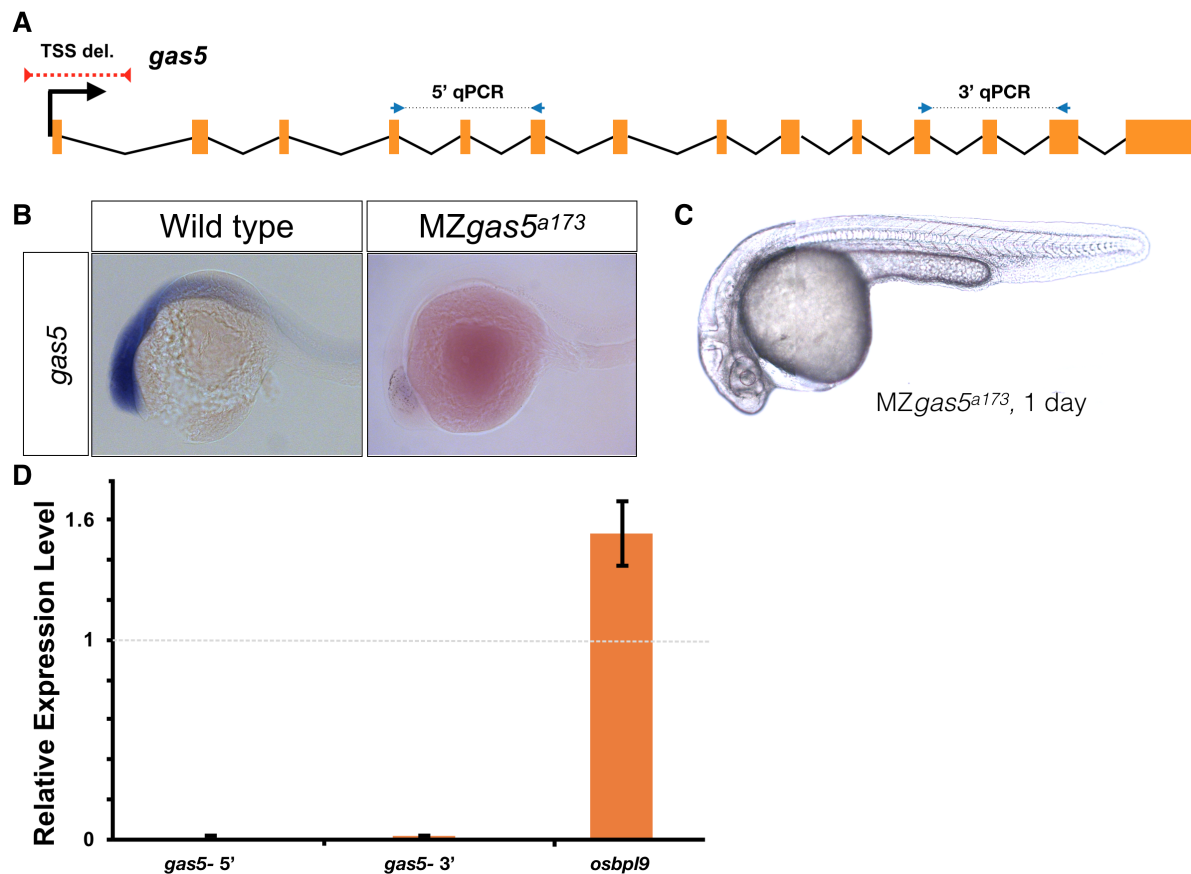 A
TSS del.
gas5
5’ qPCR
3’ qPCR
B
Wild type
MZgas5a173
gas5
C
MZgas5a173, 1 day
D
Relative Expression Level
1.6
1
0
gas5- 5’
gas5- 3’
osbpl9